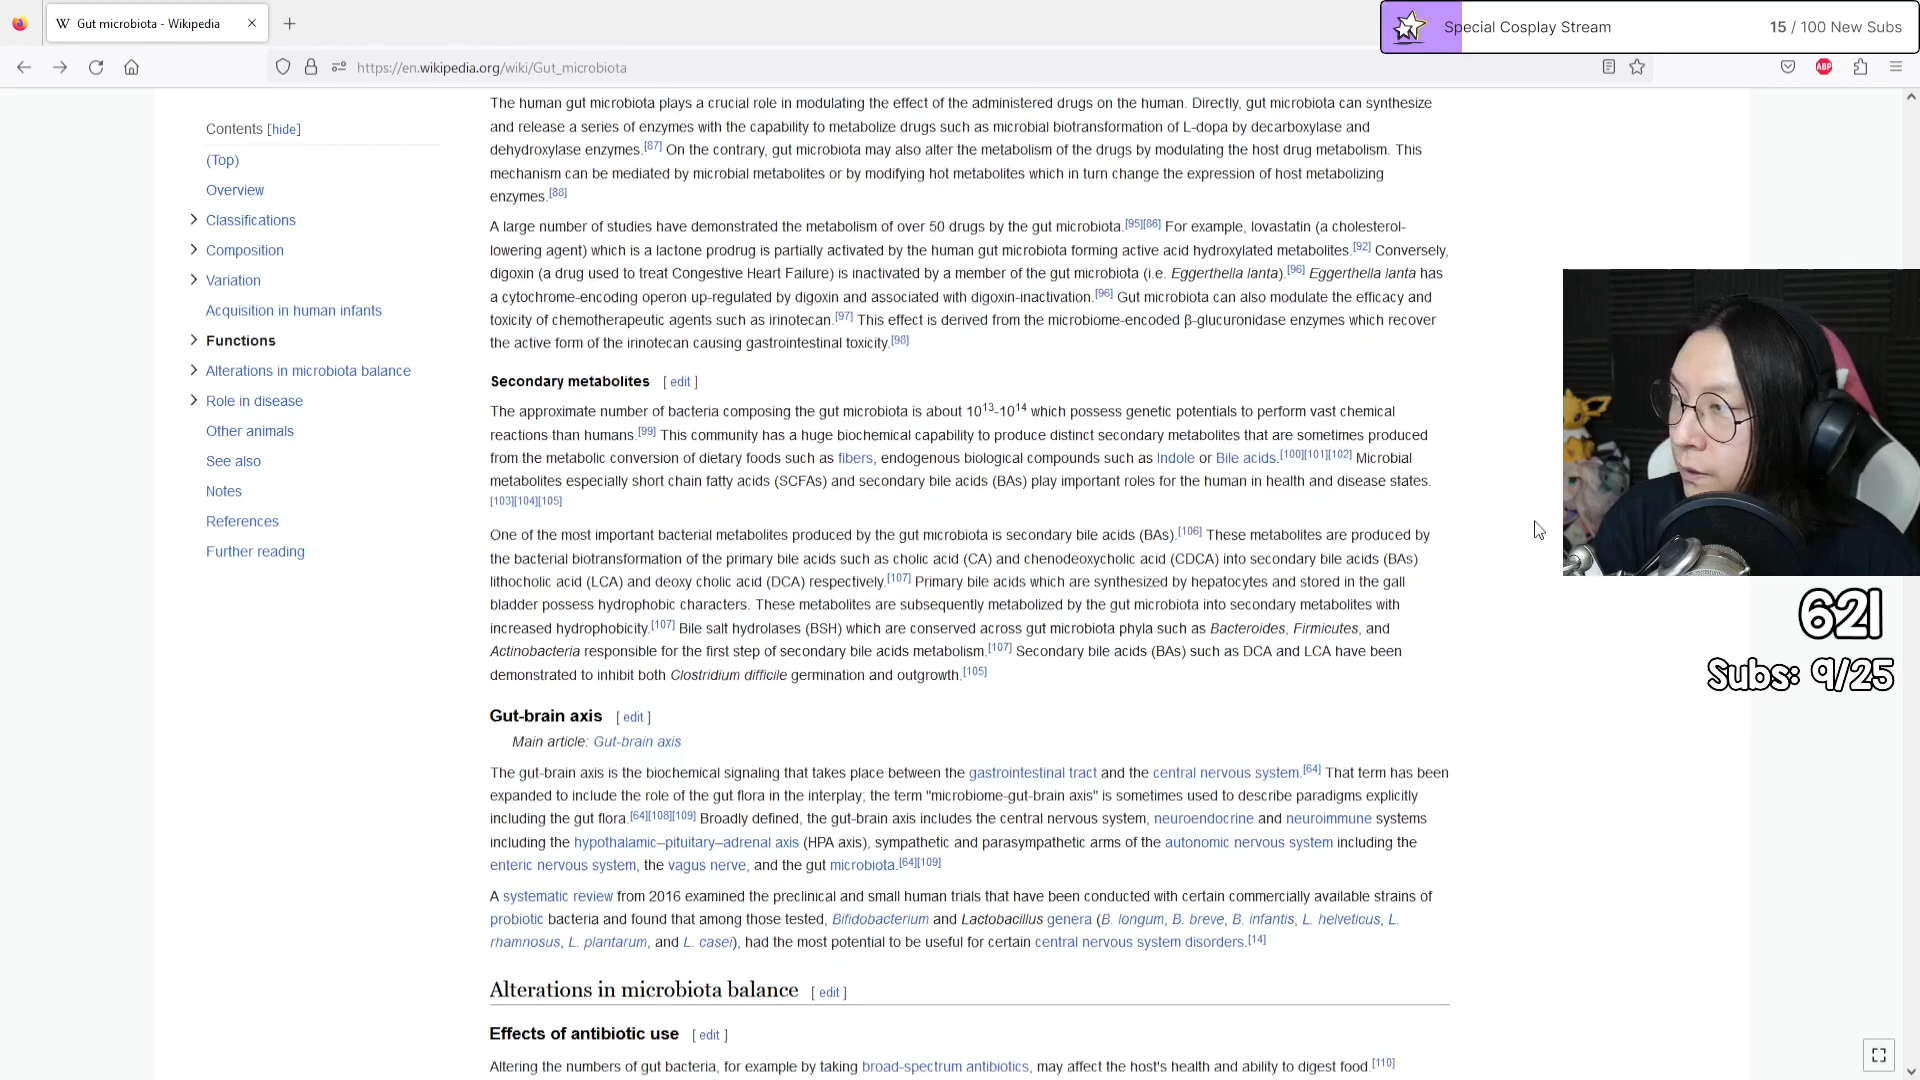 Gut microbiota - Wikipedia
Special Cosplay Stream
15 / 100 New Subs
https://en.wikipedia.org/wiki/Gut_microbiota
ABP
Contents [hide]
(Top)
Overview
Classifications
Composition
Variation
Acquisition in human infants
Functions
Alterations in microbiota balance
Role in disease
Other animals
See also
Notes
References
Further reading
The human gut microbiota plays a crucial role in modulating the effect of the administered drugs on the human. Directly, gut microbiota can synthesize
and release a series of enzymes with the capability to metabolize drugs such as microbial biotransformation of L-dopa by decarboxylase and
dehydroxylase enzymes.[87] On the contrary, gut microbiota may also alter the metabolism of the drugs by modulating the host drug metabolism. This
mechanism can be mediated by microbial metabolites or by modifying hot metabolites which in turn change the expression of host metabolizing
enzymes.[88]
A large number of studies have demonstrated the metabolism of over 50 drugs by the gut microbiota.[95][86] For example, lovastatin (a cholesterol-
lowering agent) which is a lactone prodrug is partially activated by the human gut microbiota forming active acid hydroxylated metabolites.[92] Conversely,
digoxin (a drug used to treat Congestive Heart Failure) is inactivated by a member of the gut microbiota (i.e. Eggerthella lanta).[96] Eggerthella lanta has
a cytochrome-encoding operon up-regulated by digoxin and associated with digoxin-inactivation.[96] Gut microbiota can also modulate the efficacy and
toxicity of chemotherapeutic agents such as irinotecan.[97] This effect is derived from the microbiome-encoded β-glucuronidase enzymes which recover
the active form of the irinotecan causing gastrointestinal toxicity.[98]
Secondary metabolites [ edit ]
The approximate number of bacteria composing the gut microbiota is about 10¹³-10¹⁴ which possess genetic potentials to perform vast chemical
reactions than humans.[99] This community has a huge biochemical capability to produce distinct secondary metabolites that are sometimes produced
from the metabolic conversion of dietary foods such as fibers, endogenous biological compounds such as Indole or Bile acids.[100][101][102] Microbial
metabolites especially short chain fatty acids (SCFAs) and secondary bile acids (BAs) play important roles for the human in health and disease states.
[103][104][105]
One of the most important bacterial metabolites produced by the gut microbiota is secondary bile acids (BAs).[106] These metabolites are produced by
the bacterial biotransformation of the primary bile acids such as cholic acid (CA) and chenodeoxycholic acid (CDCA) into secondary bile acids (BAs)
lithocholic acid (LCA) and deoxy cholic acid (DCA) respectively.[107] Primary bile acids which are synthesized by hepatocytes and stored in the gall
bladder possess hydrophobic characters. These metabolites are subsequently metabolized by the gut microbiota into secondary metabolites with
increased hydrophobicity.[107] Bile salt hydrolases (BSH) which are conserved across gut microbiota phyla such as Bacteroides, Firmicutes, and
Actinobacteria responsible for the first step of secondary bile acids metabolism.[107] Secondary bile acids (BAs) such as DCA and LCA have been
demonstrated to inhibit both Clostridium difficile germination and outgrowth.[105]
Gut-brain axis [ edit ]
Main article: Gut-brain axis
The gut-brain axis is the biochemical signaling that takes place between the gastrointestinal tract and the central nervous system.[64] That term has been
expanded to include the role of the gut flora in the interplay; the term "microbiome-gut-brain axis" is sometimes used to describe paradigms explicitly
including the gut flora.[64][108][109] Broadly defined, the gut-brain axis includes the central nervous system, neuroendocrine and neuroimmune systems
including the hypothalamic–pituitary–adrenal axis (HPA axis), sympathetic and parasympathetic arms of the autonomic nervous system including the
enteric nervous system, the vagus nerve, and the gut microbiota.[64][109]
A systematic review from 2016 examined the preclinical and small human trials that have been conducted with certain commercially available strains of
probiotic bacteria and found that among those tested, Bifidobacterium and Lactobacillus genera (B. longum, B. breve, B. infantis, L. helveticus, L.
rhamnosus, L. plantarum, and L. casei), had the most potential to be useful for certain central nervous system disorders.[14]
Alterations in microbiota balance [ edit ]
Effects of antibiotic use [ edit ]
Altering the numbers of gut bacteria, for example by taking broad-spectrum antibiotics, may affect the host's health and ability to digest food.[110]
621
Subs: 9/25